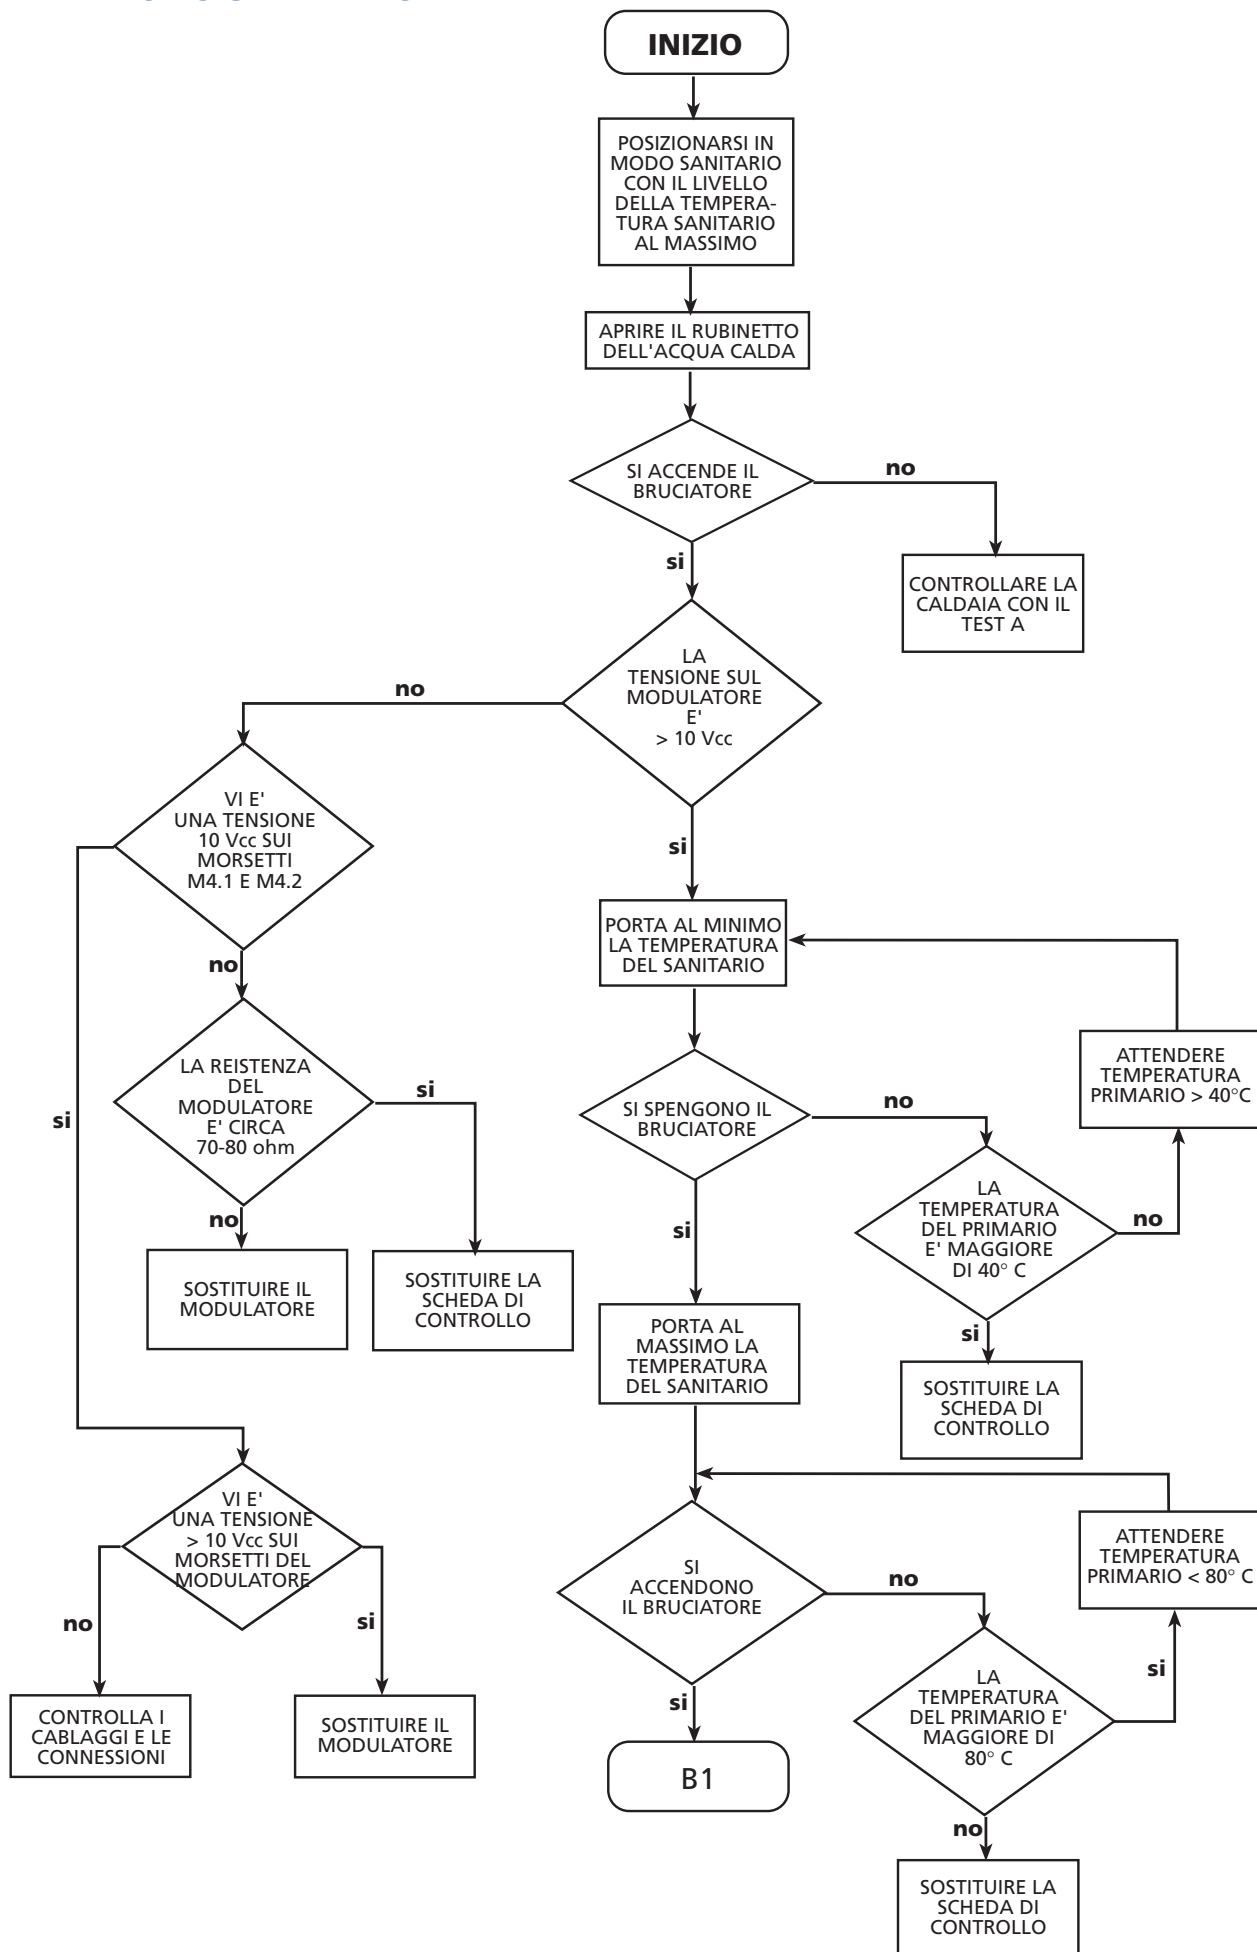 INIZIO
POSIZIONARSI IN
MODO SANITARIO
CON IL LIVELLO
DELLA TEMPERA-
TURA SANITARIO
AL MASSIMO
APRIRE IL RUBINETTO
DELL'ACQUA CALDA
SI ACCENDE IL
BRUCIATORE
no
si
CONTROLLARE LA
CALDAIA CON IL
TEST A
LA
TENSIONE SUL
MODULATORE
E'
> 10 Vcc
no
si
VI E'
UNA TENSIONE
10 Vcc SUI
MORSETTI
M4.1 E M4.2
no
si
PORTA AL MINIMO
LA TEMPERATURA
DEL SANITARIO
LA REISTENZA
DEL
MODULATORE
E' CIRCA
70-80 ohm
si
no
SI SPENGONO IL
BRUCIATORE
no
si
ATTENDERE
TEMPERATURA
PRIMARIO > 40°C
LA
TEMPERATURA
DEL PRIMARIO
E' MAGGIORE
DI 40° C
no
si
SOSTITUIRE IL
MODULATORE
SOSTITUIRE LA
SCHEDA DI
CONTROLLO
PORTA AL
MASSIMO LA
TEMPERATURA
DEL SANITARIO
SOSTITUIRE LA
SCHEDA DI
CONTROLLO
VI E'
UNA TENSIONE
> 10 Vcc SUI
MORSETTI DEL
MODULATORE
no
si
SI
ACCENDONO
IL BRUCIATORE
no
si
ATTENDERE
TEMPERATURA
PRIMARIO < 80° C
LA
TEMPERATURA
DEL PRIMARIO E'
MAGGIORE DI
80° C
si
no
CONTROLLA I
CABLAGGI E LE
CONNESSIONI
SOSTITUIRE IL
MODULATORE
B1
SOSTITUIRE LA
SCHEDA DI
CONTROLLO